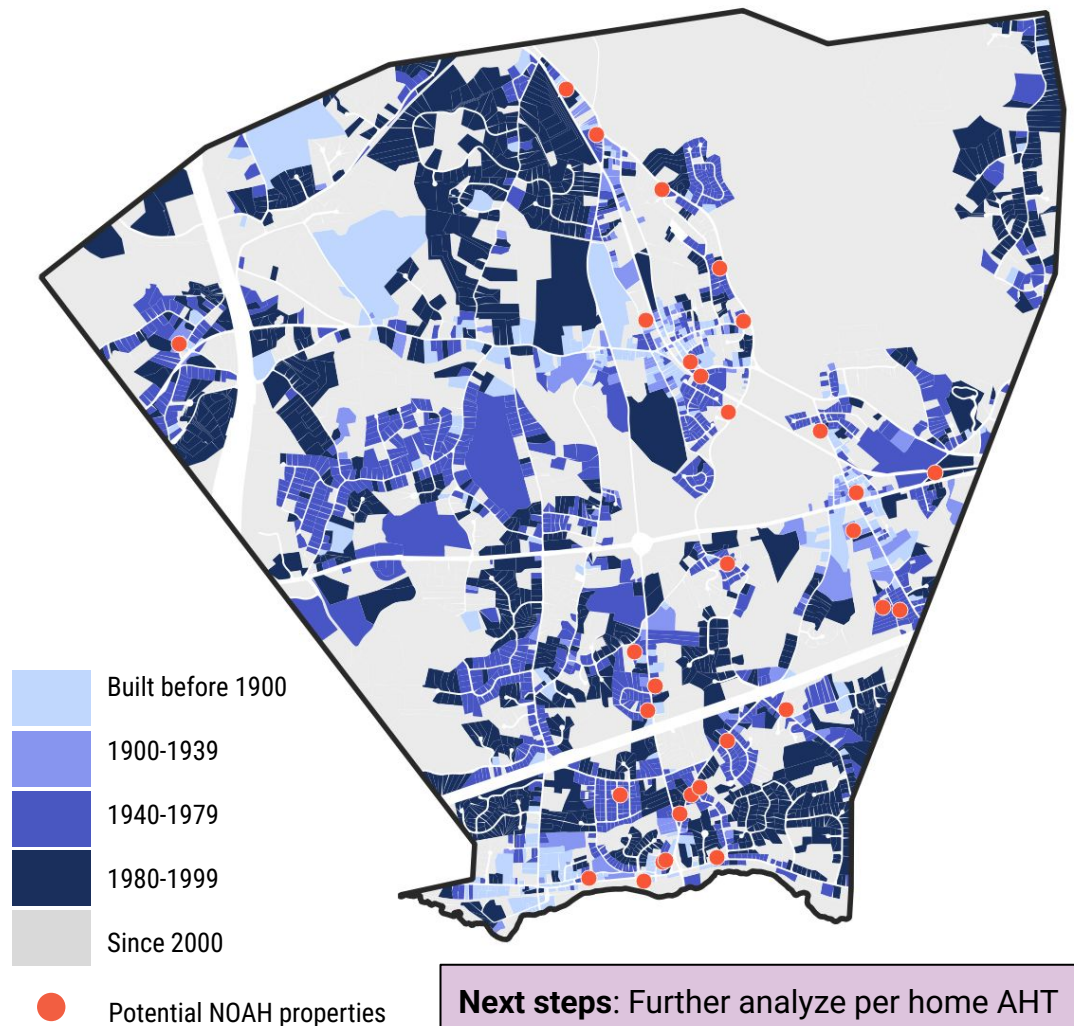 Built before 1900
1900-1939
1940-1979
1980-1999
Since 2000
Potential NOAH properties
Next steps: Further analyze per home AHT